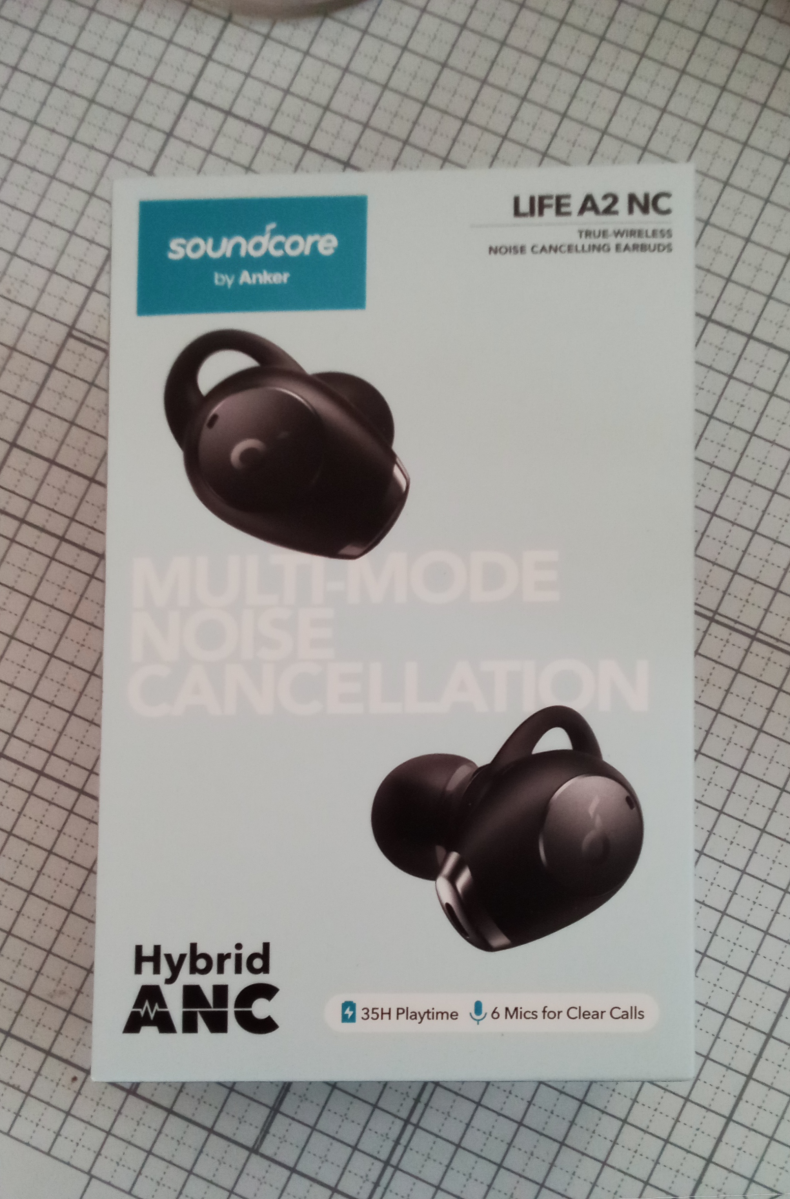 soundcore
by Anker
LIFE A2 NC
TRUE-WIRELESS
NOISE CANCELLING EARBUDS
MULTI-MODE
NOISE
CANCELLATION
Hybrid
ANC
35H Playtime 6 Mics for Clear Calls